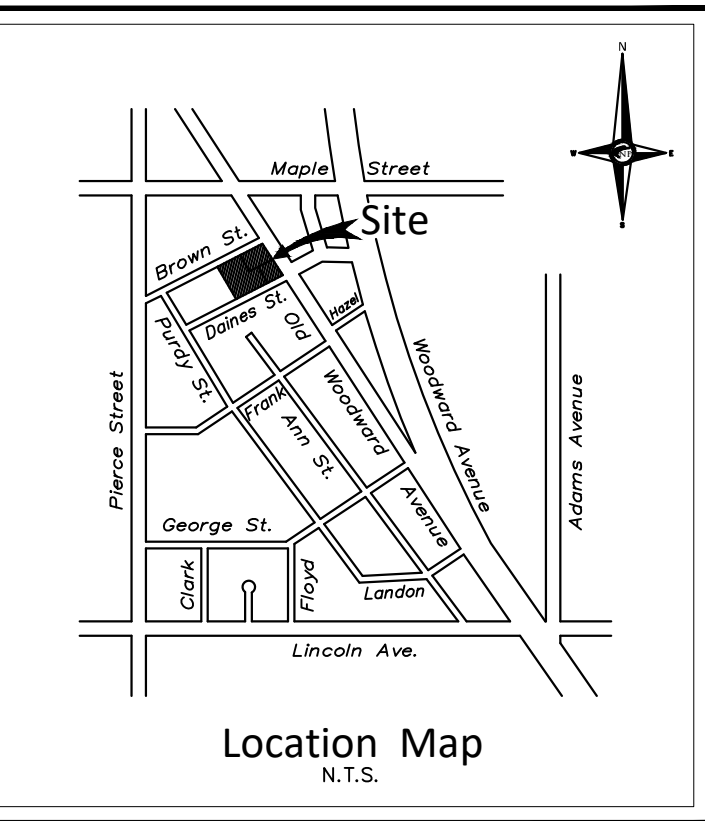 N
W
E
S
Maple Street
Site
Brown St.
Daines St.
Old
Hazel
Purdy St.
Woodward
Woodward Avenue
Frank
Ann St.
Pierce Street
Adams Avenue
Avenue
George St.
Clark
Floyd
Landon
Lincoln Ave.
Location Map
N.T.S.